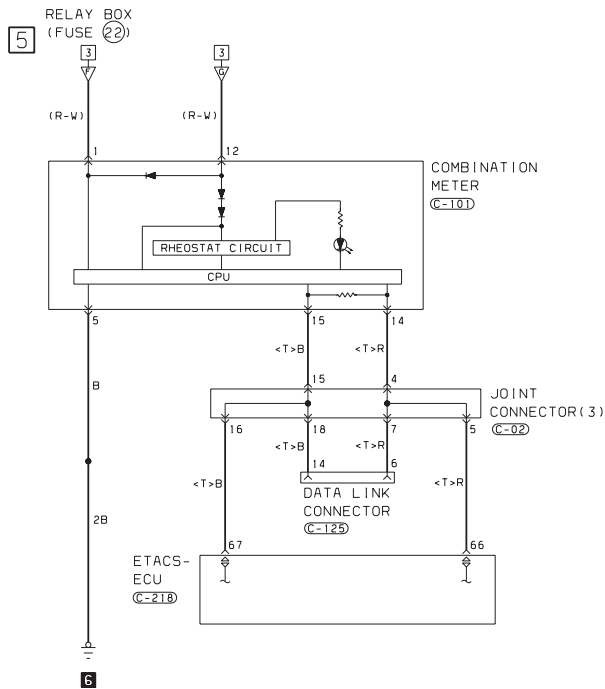 RELAY BOX
(FUSE 22)
5
3
3
F
G
(R-W)
(R-W)
1
12
COMBINATION
METER
C-101
RHEOSTAT CIRCUIT
CPU
5
15
14
<T>B
<T>R
15
4
B
JOINT
CONNECTOR(3)
C-02
16
18
7
5
<T>B
<T>R
14
6
<T>B
<T>R
DATA LINK
CONNECTOR
C-125
2B
67
66
ETACS-
ECU
C-218
6